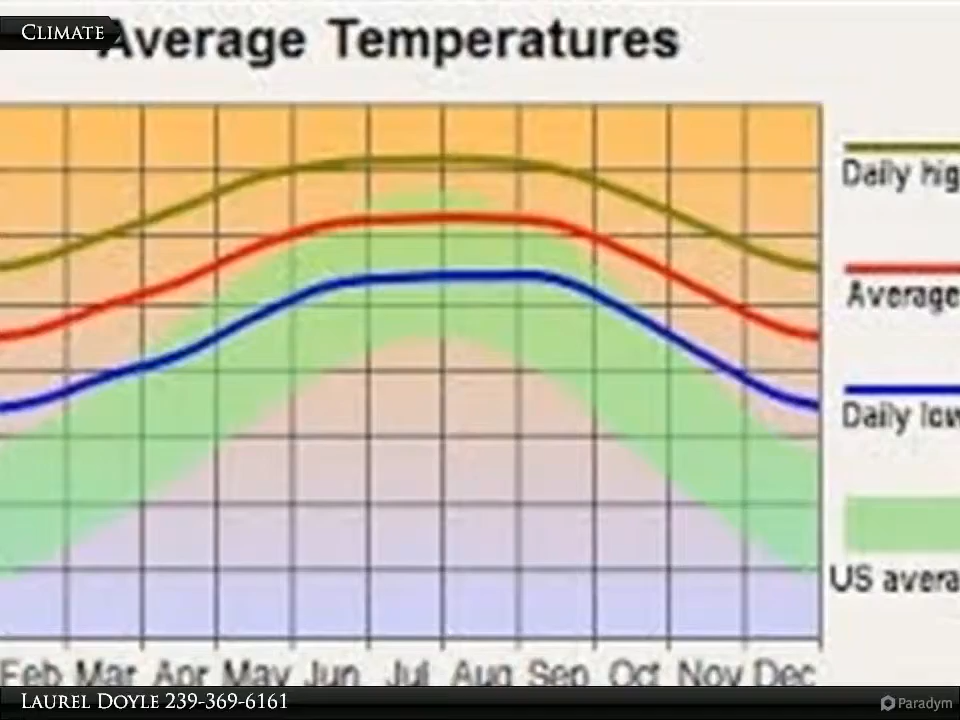 CLIMATE
Average Temperatures
Daily hig
Average
Daily low
US avera
Feb Mar Apr May Jun Jul Aug Sep Oct Nov Dec
LAUREL DOYLE 239-369-6161
Paradym